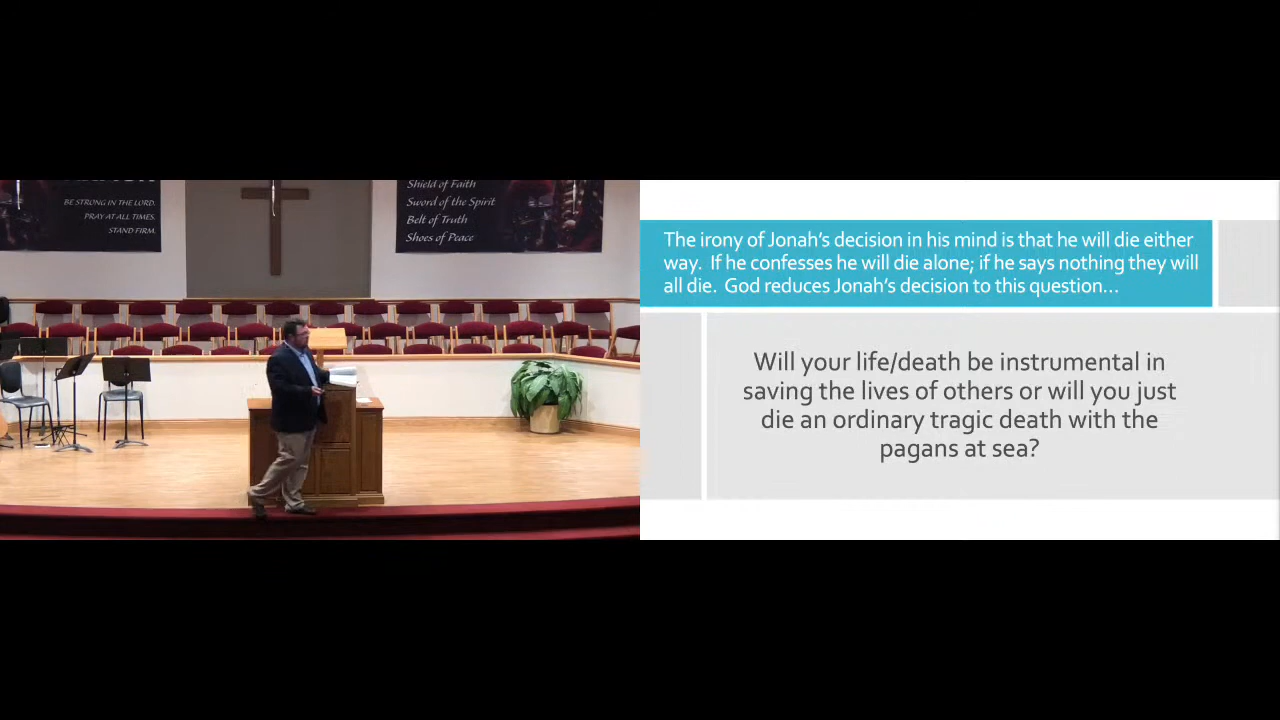 BE STRONG IN THE LORD.
PRAY AT ALL TIMES.
STAND FIRM.
Shield of Faith
Sword of the Spirit
Belt of Truth
Shoes of Peace
The irony of Jonah's decision in his mind is that he will die either
way.  If he confesses he will die alone; if he says nothing they will
all die.  God reduces Jonah's decision to this question...
Will your life/death be instrumental in
saving the lives of others or will you just
die an ordinary tragic death with the
pagans at sea?